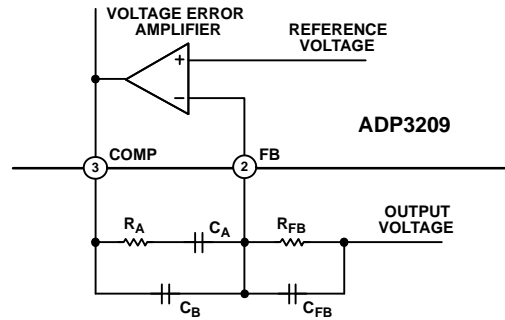 VOLTAGE ERROR
AMPLIFIER
REFERENCE
VOLTAGE
+
−
ADP3209
3 COMP
2 FB
RA
CA
RFB
OUTPUT
VOLTAGE
CB
CFB